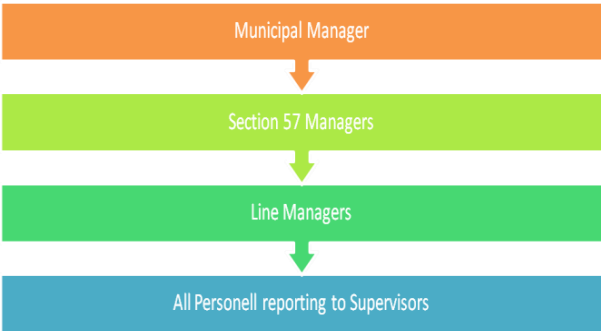 Municipal Manager
Section 57 Managers
Line Managers
All Personell reporting to Supervisors